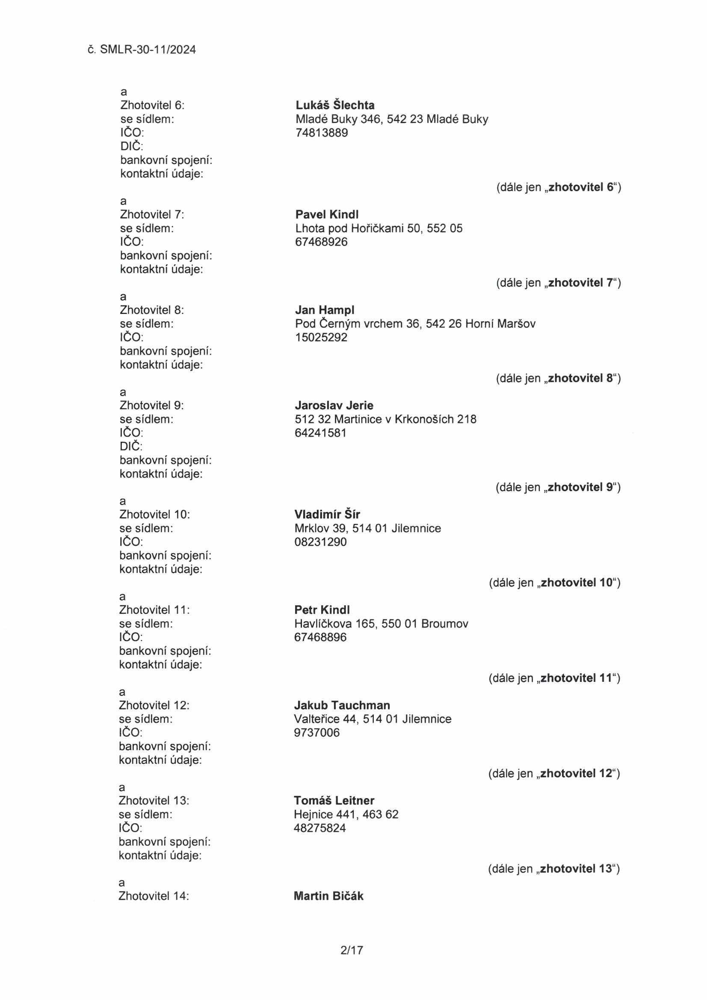 č. SMLR-30-11/2024
a
Zhotovitel 6: Lukáš Šlechta
se sídlem: Mladé Buky 346, 542 23 Mladé Buky
IČO: 74813889
DIČ:
bankovní spojení:
kontaktní údaje:
(dále jen „zhotovitel 6“)
a
Zhotovitel 7: Pavel Kindl
se sídlem: Lhota pod Hořičkami 50, 552 05
IČO: 67468926
bankovní spojení:
kontaktní údaje:
(dále jen „zhotovitel 7“)
a
Zhotovitel 8: Jan Hampl
se sídlem: Pod Černým vrchem 36, 542 26 Horní Maršov
IČO: 15025292
bankovní spojení:
kontaktní údaje:
(dále jen „zhotovitel 8“)
a
Zhotovitel 9: Jaroslav Jerie
se sídlem: 512 32 Martinice v Krkonoších 218
IČO: 64241581
DIČ:
bankovní spojení:
kontaktní údaje:
(dále jen „zhotovitel 9“)
a
Zhotovitel 10: Vladimír Šír
se sídlem: Mrklov 39, 514 01 Jilemnice
IČO: 08231290
bankovní spojení:
kontaktní údaje:
(dále jen „zhotovitel 10“)
a
Zhotovitel 11: Petr Kindl
se sídlem: Havlíčkova 165, 550 01 Broumov
IČO: 67468896
bankovní spojení:
kontaktní údaje:
(dále jen „zhotovitel 11“)
a
Zhotovitel 12: Jakub Tauchman
se sídlem: Valteřice 44, 514 01 Jilemnice
IČO: 9737006
bankovní spojení:
kontaktní údaje:
(dále jen „zhotovitel 12“)
a
Zhotovitel 13: Tomáš Leitner
se sídlem: Hejnice 441, 463 62
IČO: 48275824
bankovní spojení:
kontaktní údaje:
(dále jen „zhotovitel 13“)
a
Zhotovitel 14: Martin Bičák
2/17